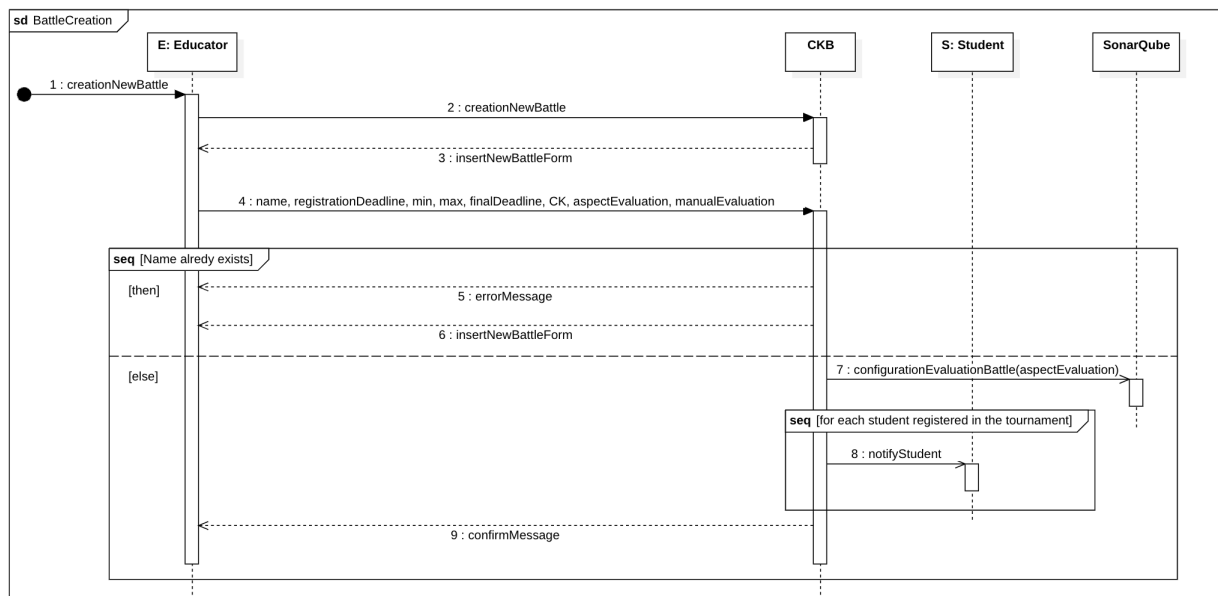 sd BattleCreation
E: Educator
CKB
S: Student
SonarQube
1 : creationNewBattle
2 : creationNewBattle
3 : insertNewBattleForm
4 : name, registrationDeadline, min, max, finalDeadline, CK, aspectEvaluation, manualEvaluation
seq [Name alredy exists]
[then]
5 : errorMessage
6 : insertNewBattleForm
[else]
7 : configurationEvaluationBattle(aspectEvaluation)
seq [for each student registered in the tournament]
8 : notifyStudent
9 : confirmMessage